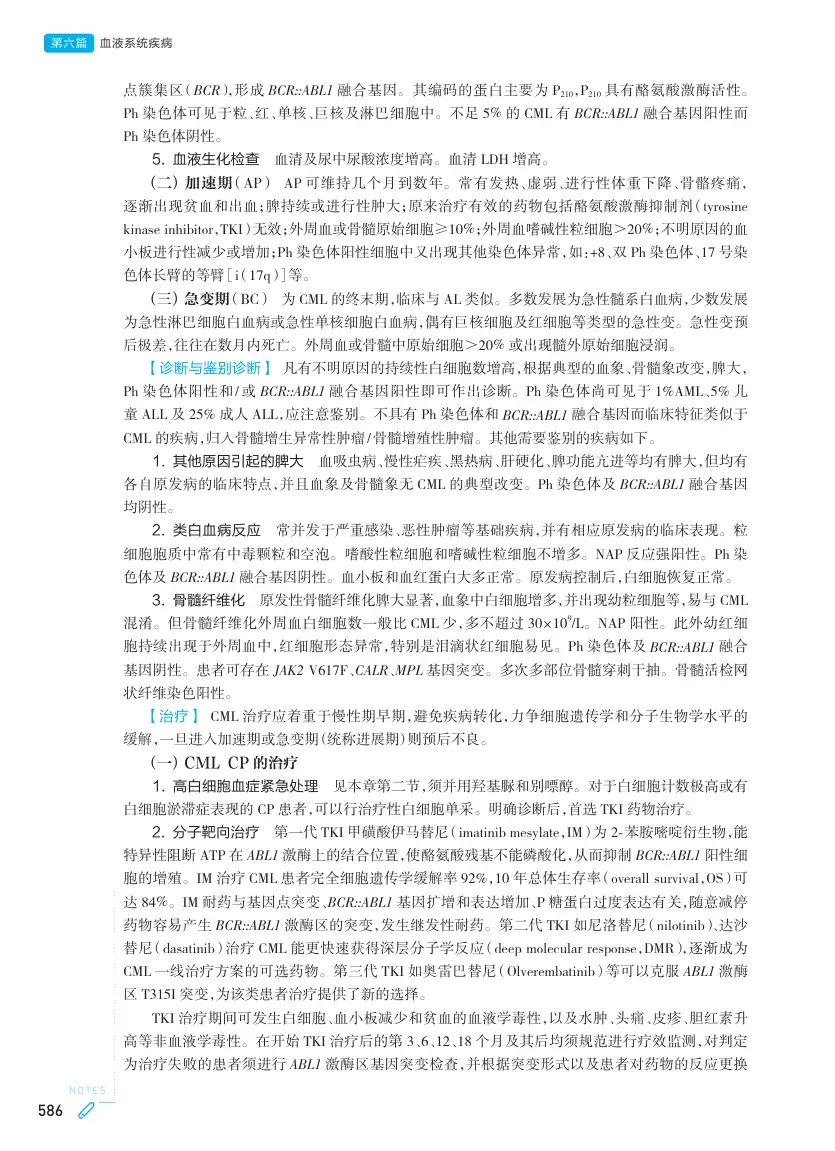 第六篇 血液系统疾病
点簇集区（BCR），形成 BCR::ABL1 融合基因。其编码的蛋白主要为 P₂₁₀，P₂₁₀ 具有酪氨酸激酶活性。
Ph 染色体可见于粒、红、单核、巨核及淋巴细胞中。不足 5% 的 CML 有 BCR::ABL1 融合基因阳性而
Ph 染色体阴性。
5. 血液生化检查　血清及尿中尿酸浓度增高。血清 LDH 增高。
（二）加速期（AP）　AP 可维持几个月到数年。常有发热、虚弱、进行性体重下降、骨骼疼痛，
逐渐出现贫血和出血；脾持续或进行性肿大；原来治疗有效的药物包括酪氨酸激酶抑制剂（tyrosine
kinase inhibitor，TKI）无效；外周血或骨髓原始细胞≥10%；外周血嗜碱性粒细胞＞20%；不明原因的血
小板进行性减少或增加；Ph 染色体阳性细胞中又出现其他染色体异常，如：+8、双 Ph 染色体、17 号染
色体长臂的等臂［i（17q）］等。
（三）急变期（BC）　为 CML 的终末期，临床与 AL 类似。多数发展为急性髓系白血病，少数发展
为急性淋巴细胞白血病或急性单核细胞白血病，偶有巨核细胞及红细胞等类型的急性变。急性变预
后极差，往往在数月内死亡。外周血或骨髓中原始细胞＞20% 或出现髓外原始细胞浸润。
【诊断与鉴别诊断】　凡有不明原因的持续性白细胞数增高，根据典型的血象、骨髓象改变，脾大，
Ph 染色体阳性和/或 BCR::ABL1 融合基因阳性即可作出诊断。Ph 染色体尚可见于 1%AML、5% 儿
童 ALL 及 25% 成人 ALL，应注意鉴别。不具有 Ph 染色体和 BCR::ABL1 融合基因而临床特征类似于
CML 的疾病，归入骨髓增生异常性肿瘤/骨髓增殖性肿瘤。其他需要鉴别的疾病如下。
1. 其他原因引起的脾大　血吸虫病、慢性疟疾、黑热病、肝硬化、脾功能亢进等均有脾大，但均有
各自原发病的临床特点，并且血象及骨髓象无 CML 的典型改变。Ph 染色体及 BCR::ABL1 融合基因
均阴性。
2. 类白血病反应　常并发于严重感染、恶性肿瘤等基础疾病，并有相应原发病的临床表现。粒
细胞胞质中常有中毒颗粒和空泡。嗜酸性粒细胞和嗜碱性粒细胞不增多。NAP 反应强阳性。Ph 染
色体及 BCR::ABL1 融合基因阴性。血小板和血红蛋白大多正常。原发病控制后，白细胞恢复正常。
3. 骨髓纤维化　原发性骨髓纤维化脾大显著，血象中白细胞增多，并出现幼粒细胞等，易与 CML
混淆。但骨髓纤维化外周血白细胞数一般比 CML 少，多不超过 30×10⁹/L。NAP 阳性。此外幼红细
胞持续出现于外周血中，红细胞形态异常，特别是泪滴状红细胞易见。Ph 染色体及 BCR::ABL1 融合
基因阴性。患者可存在 JAK2 V617F、CALR、MPL 基因突变。多次多部位骨髓穿刺干抽。骨髓活检网
状纤维染色阳性。
【治疗】　CML 治疗应着重于慢性期早期，避免疾病转化，力争细胞遗传学和分子生物学水平的
缓解，一旦进入加速期或急变期（统称进展期）则预后不良。
（一）CML CP 的治疗
1. 高白细胞血症紧急处理　见本章第二节，须并用羟基脲和别嘌醇。对于白细胞计数极高或有
白细胞淤滞症表现的 CP 患者，可以行治疗性白细胞单采。明确诊断后，首选 TKI 药物治疗。
2. 分子靶向治疗　第一代 TKI 甲磺酸伊马替尼（imatinib mesylate，IM）为 2-苯胺嘧啶衍生物，能
特异性阻断 ATP 在 ABL1 激酶上的结合位置，使酪氨酸残基不能磷酸化，从而抑制 BCR::ABL1 阳性细
胞的增殖。IM 治疗 CML 患者完全细胞遗传学缓解率 92%，10 年总体生存率（overall survival，OS）可
达 84%。IM 耐药与基因点突变、BCR::ABL1 基因扩增和表达增加、P 糖蛋白过度表达有关，随意减停
药物容易产生 BCR::ABL1 激酶区的突变，发生继发性耐药。第二代 TKI 如尼洛替尼（nilotinib）、达沙
替尼（dasatinib）治疗 CML 能更快速获得深层分子学反应（deep molecular response，DMR），逐渐成为
CML 一线治疗方案的可选药物。第三代 TKI 如奥雷巴替尼（Olverembatinib）等可以克服 ABL1 激酶
区 T315I 突变，为该类患者治疗提供了新的选择。
TKI 治疗期间可发生白细胞、血小板减少和贫血的血液学毒性，以及水肿、头痛、皮疹、胆红素升
高等非血液学毒性。在开始 TKI 治疗后的第 3、6、12、18 个月及其后均须规范进行疗效监测，对判定
为治疗失败的患者须进行 ABL1 激酶区基因突变检查，并根据突变形式以及患者对药物的反应更换
NOTES
586